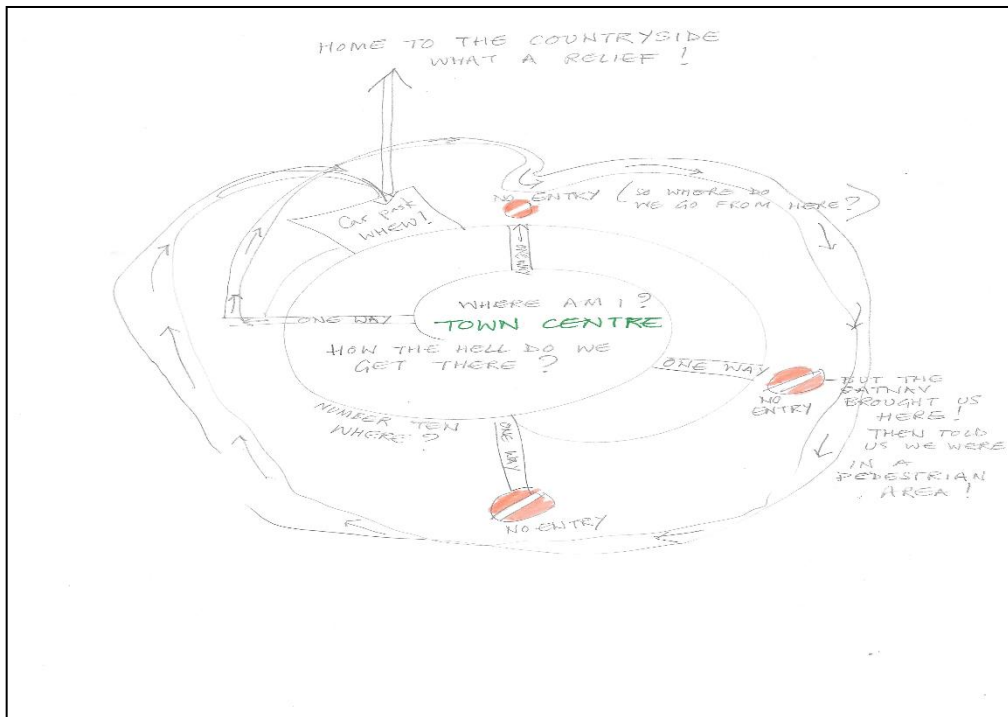 HOME TO THE COUNTRYSIDE
WHAT A RELIEF!
Car park
WHEW!
NO ENTRY
(SO WHERE DO
WE GO FROM HERE?)
ONE WAY
WHERE AM I?
TOWN CENTRE
ONE WAY
HOW THE HELL DO WE
GET THERE?
ONE WAY
NO
ENTRY
BUT THE
SATNAV
BROUGHT US
HERE!
THEN TOLD
US WE WERE
IN A
PEDESTRIAN
AREA!
NUMBER TEN
WHERE?
ONE WAY
NO ENTRY